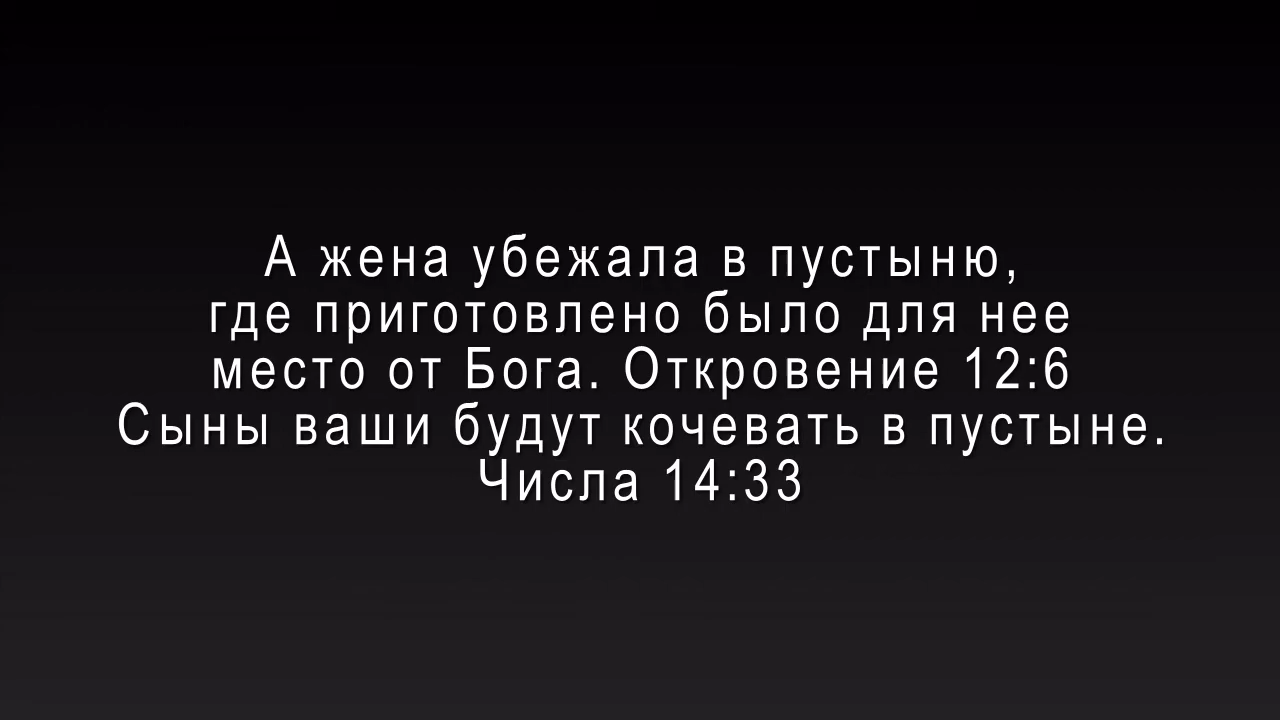 А жена убежала в пустыню,
где приготовлено было для нее
место от Бога. Откровение 12:6
Сыны ваши будут кочевать в пустыне.
Числа 14:33